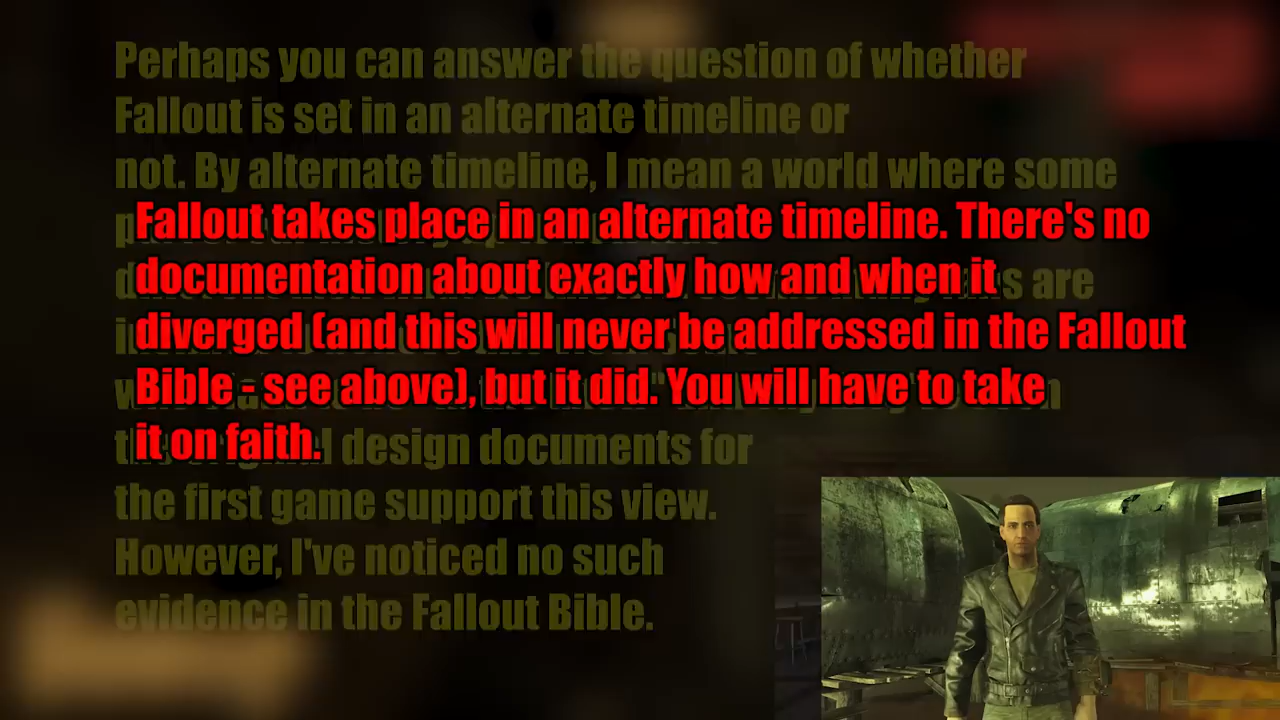 Perhaps you can answer the question of whether
Fallout is set in an alternate timeline or
not. By alternate timeline, I mean a world where some
Fallout takes place in an alternate timeline. There's no
documentation about exactly how and when it
are
diverged (and this will never be addressed in the Fallout
Bible - see above), but it did. You will have to take
it on faith.
design documents for
the first game support this view.
However, I've noticed no such
evidence in the Fallout Bible.